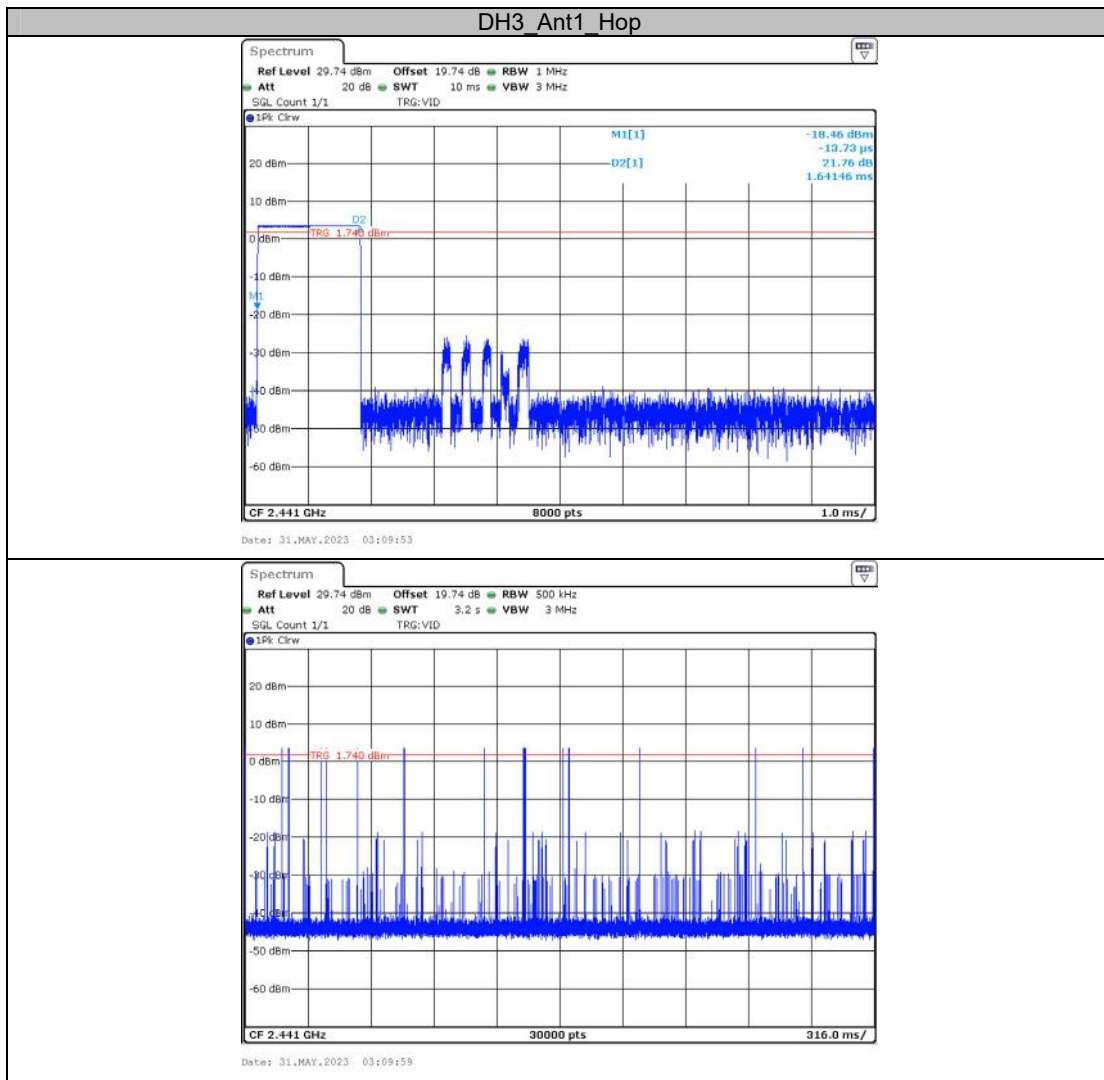 DH3_Ant1_Hop
Spectrum
Ref Level 29.74 dBm Offset 19.74 dB RBW 1 MHz
Att 20 dB SWT 10 ms VBW 3 MHz
SGL Count 1/1 TRG:VID
1Pk Clrw
M1[1] -18.46 dBm
-13.73 µs
20 dBm D2[1] 21.76 dB
1.64146 ms
10 dBm
D2
TRG 1.740 dBm
0 dBm
-10 dBm
M1
-20 dBm
-30 dBm
-40 dBm
-50 dBm
-60 dBm
CF 2.441 GHz 8000 pts 1.0 ms/
Date: 31.MAY.2023 03:09:53
Spectrum
Ref Level 29.74 dBm Offset 19.74 dB RBW 500 kHz
Att 20 dB SWT 3.2 s VBW 3 MHz
SGL Count 1/1 TRG:VID
1Pk Clrw
20 dBm
10 dBm
TRG 1.740 dBm
0 dBm
-10 dBm
-20 dBm
-30 dBm
-40 dBm
-50 dBm
-60 dBm
CF 2.441 GHz 30000 pts 316.0 ms/
Date: 31.MAY.2023 03:09:59